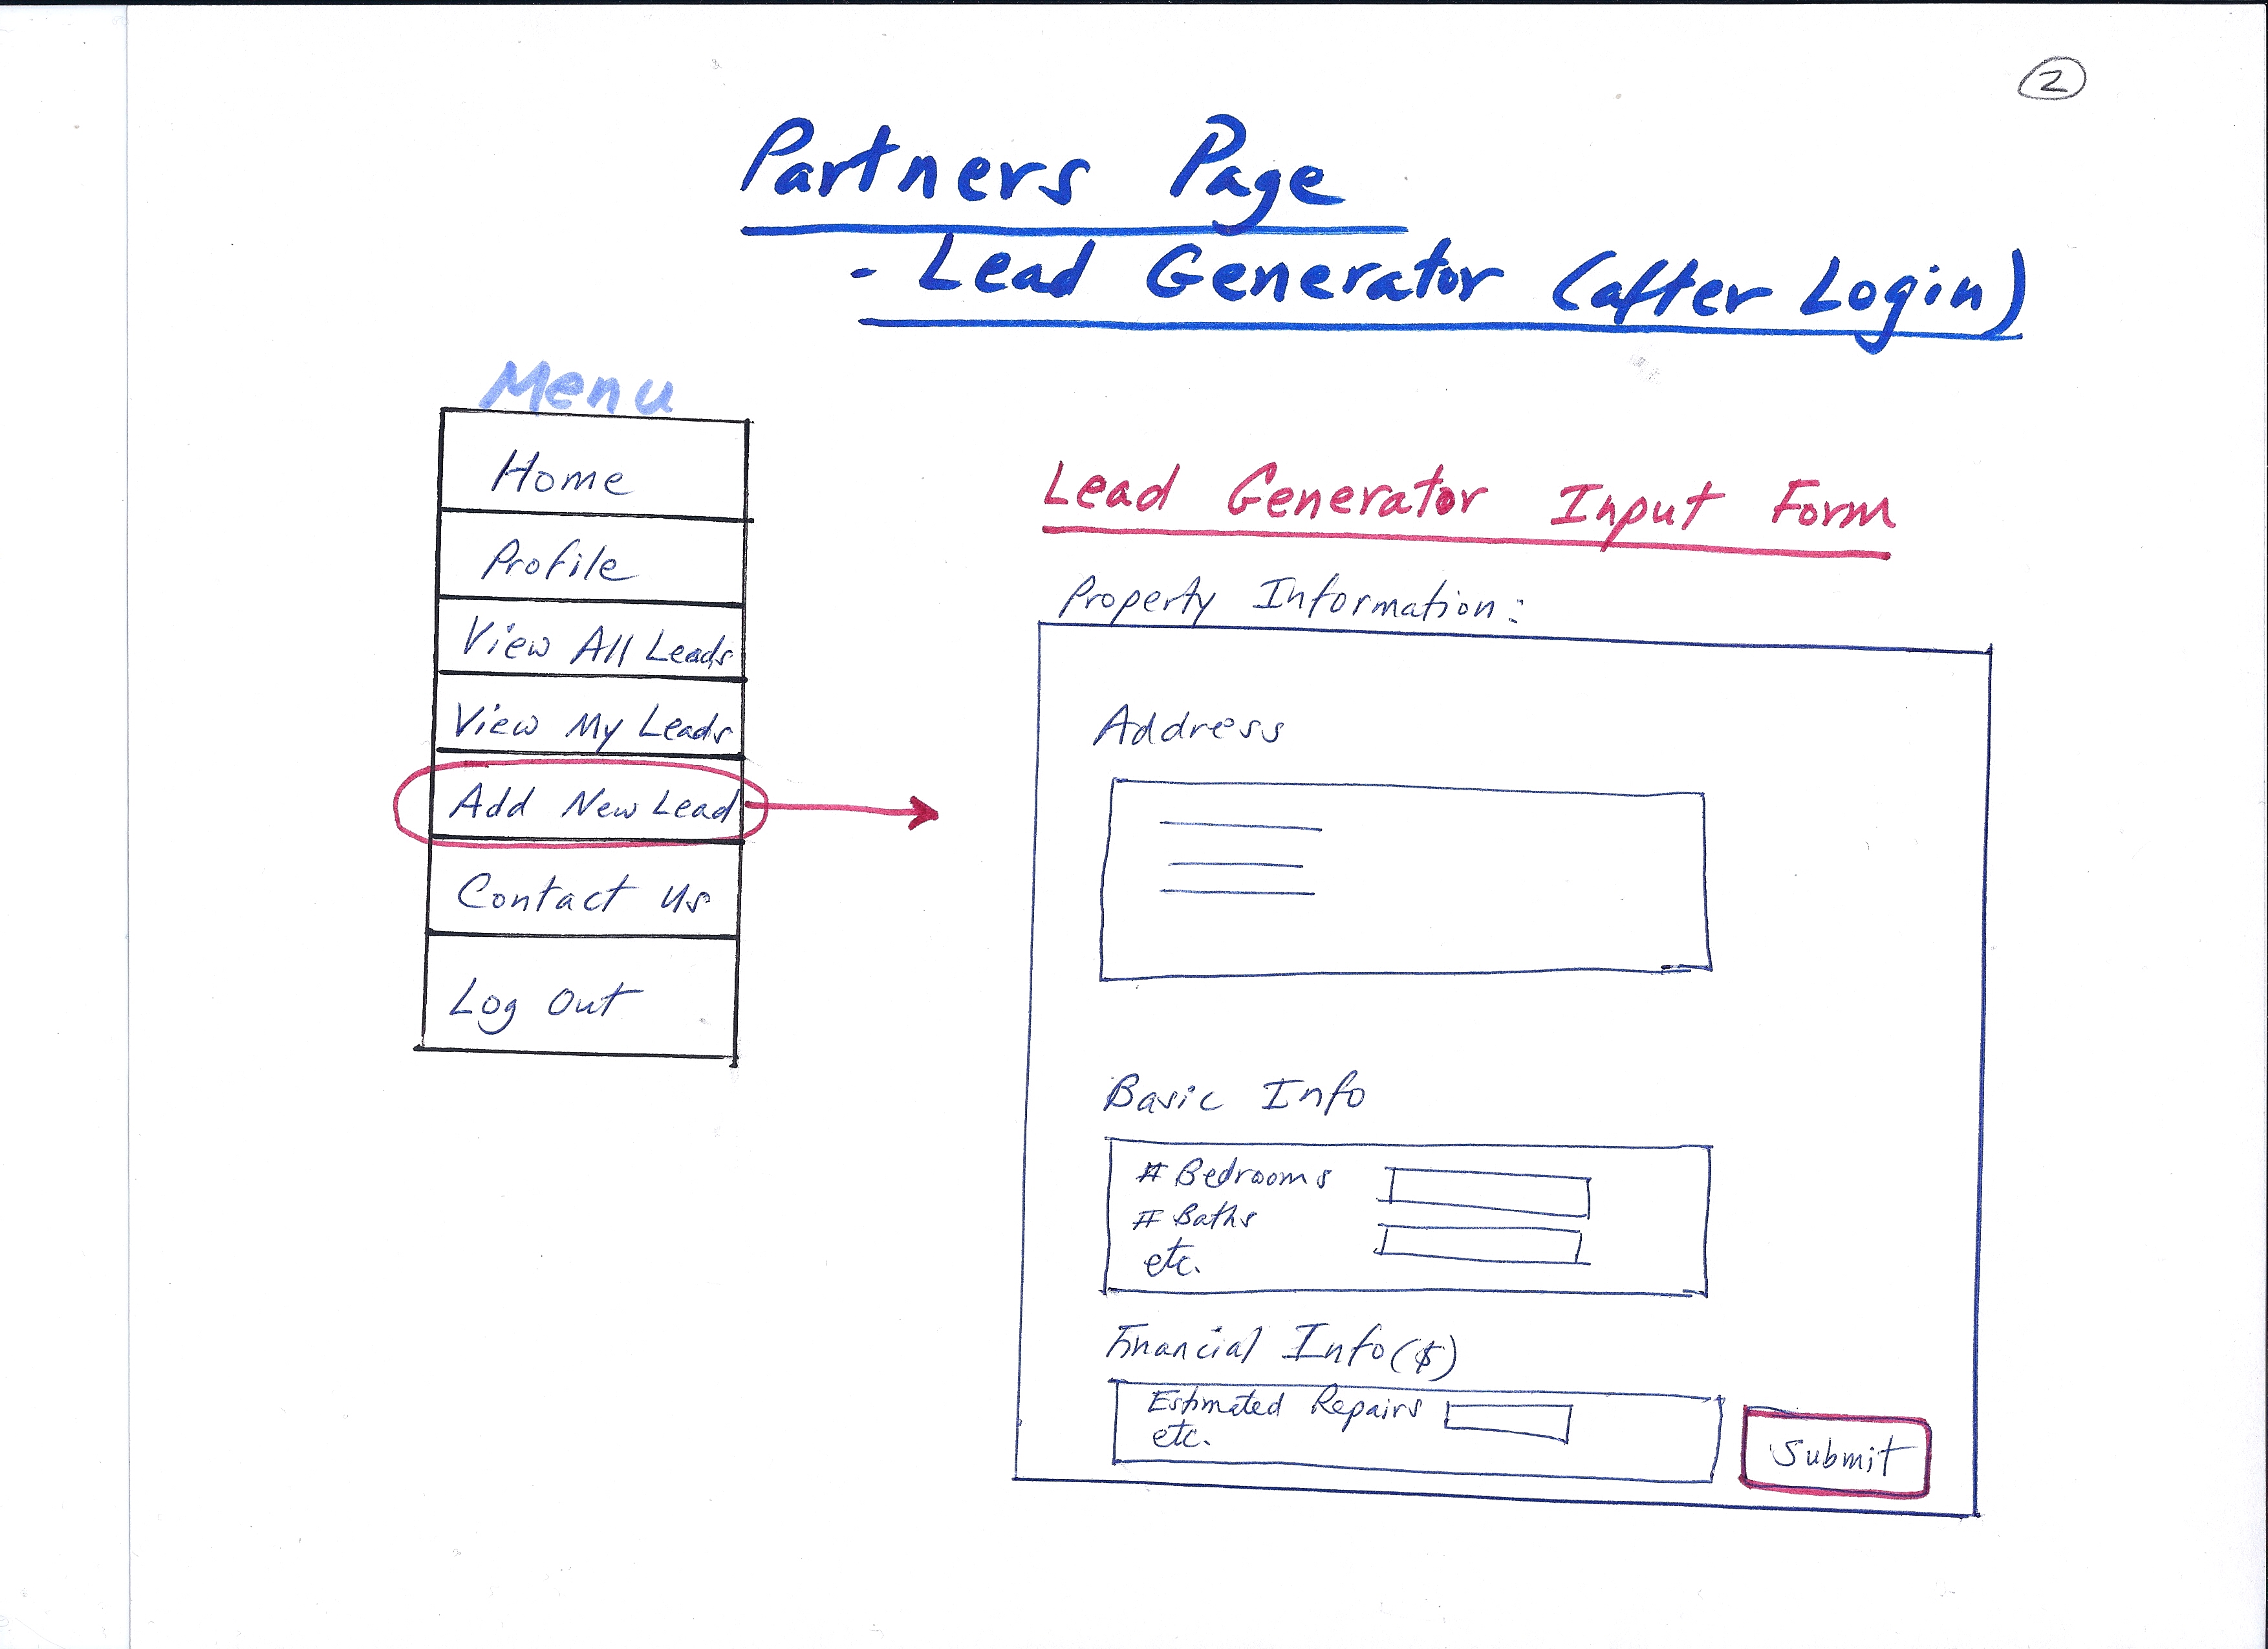 2
Partners Page
- Lead Generator (after Login)
Menu
Home
Profile
View All Leads
View My Leads
Add New Lead
Contact Us
Log Out
Lead Generator Input Form
Property Information:
Address
Basic Info
# Bedrooms
# Baths
etc.
Financial Info ($)
Estimated Repairs
etc.
Submit